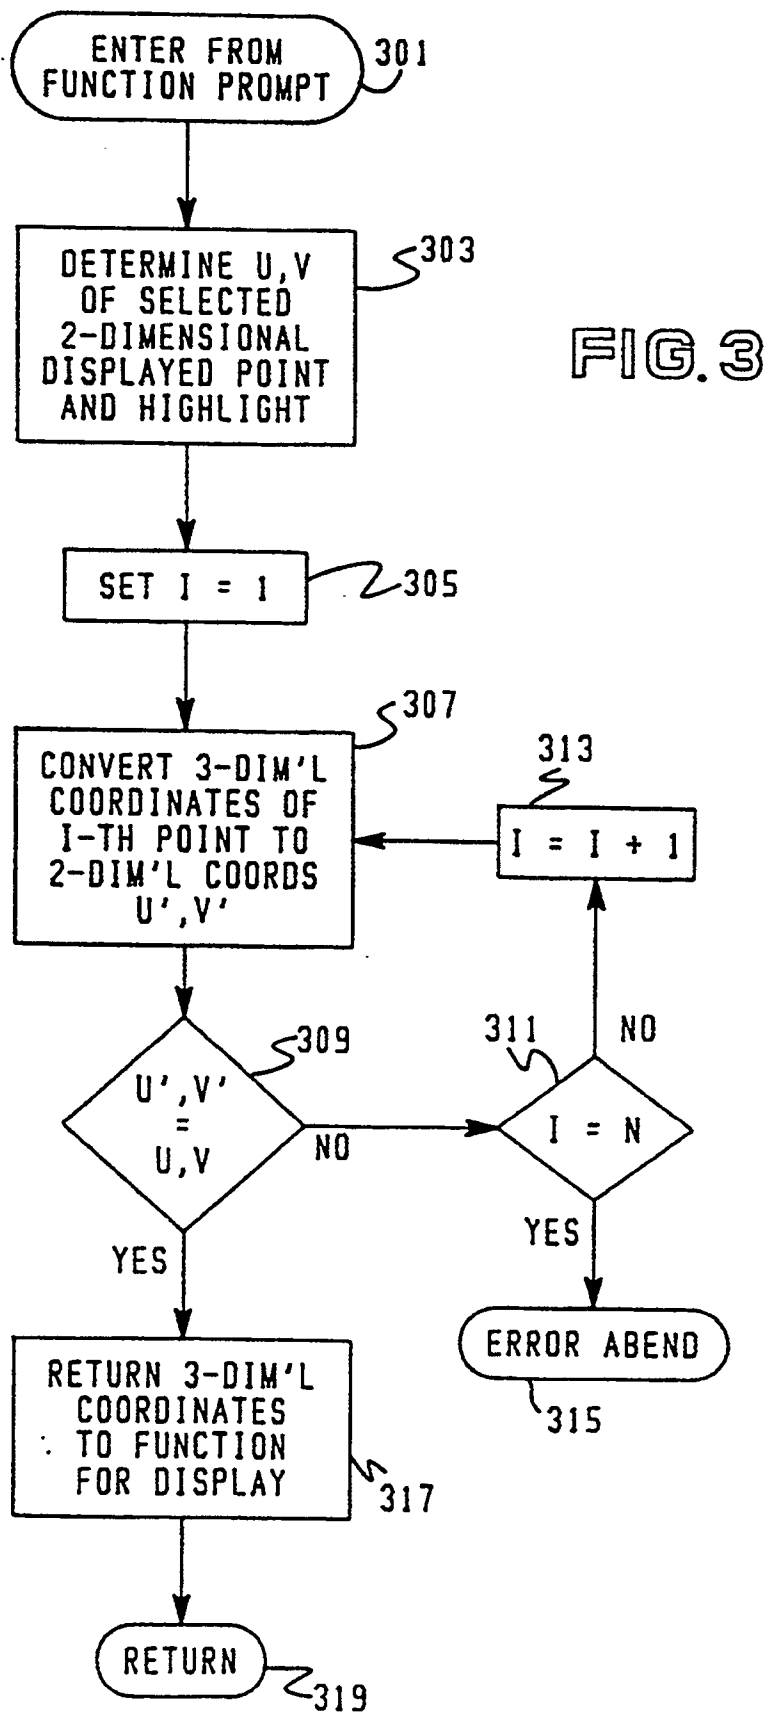 ENTER FROM
FUNCTION PROMPT
301
DETERMINE U,V
OF SELECTED
2-DIMENSIONAL
DISPLAYED POINT
AND HIGHLIGHT
303
FIG. 3
SET I = 1
305
CONVERT 3-DIM'L
COORDINATES OF
I-TH POINT TO
2-DIM'L COORDS
U',V'
307
313
I = I + 1
U',V'
=
U,V
309
NO
311
I = N
NO
YES
YES
ERROR ABEND
315
RETURN 3-DIM'L
COORDINATES
TO FUNCTION
FOR DISPLAY
317
RETURN
319